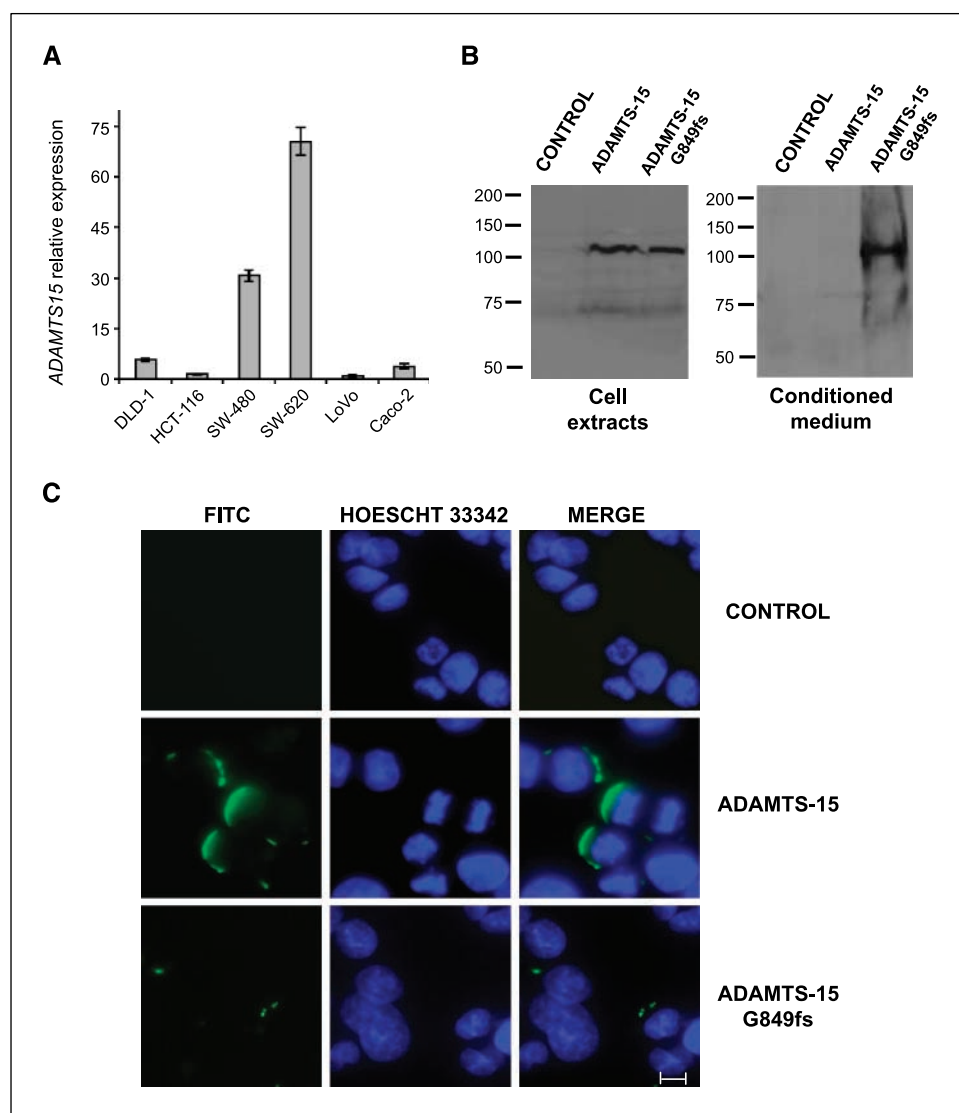 A
ADAMTS15 relative expression
75
60
45
30
15
0
DLD-1
HCT-116
SW-480
SW-620
LoVo
Caco-2
B
CONTROL
ADAMTS-15
ADAMTS-15
G849fs
200
150
100
75
50
Cell
extracts
CONTROL
ADAMTS-15
ADAMTS-15
G849fs
200
150
100
75
50
Conditioned
medium
C
FITC
HOESCHT 33342
MERGE
CONTROL
ADAMTS-15
ADAMTS-15
G849fs